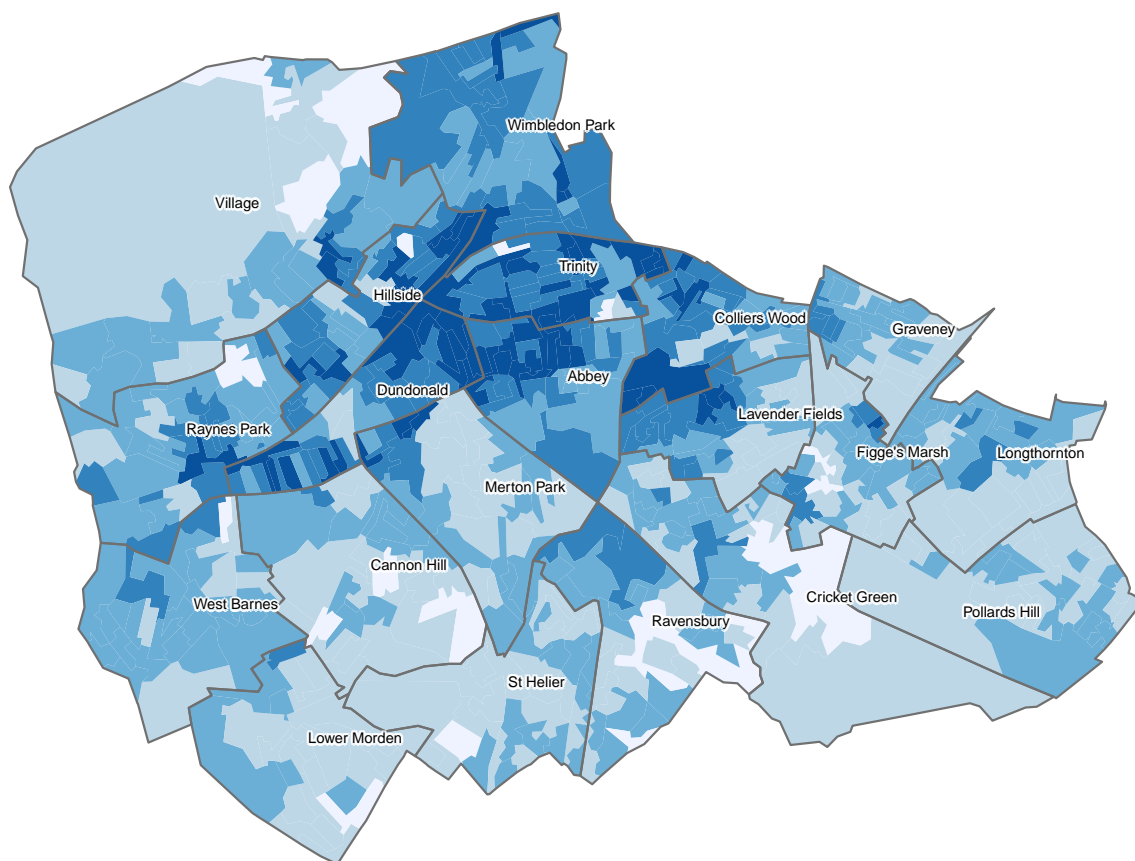 Wimbledon Park
Village
Trinity
Hillside
Colliers Wood
Graveney
Abbey
Dundonald
Lavender Fields
Raynes Park
Figge's Marsh
Longthornton
Merton Park
Cannon Hill
West Barnes
Cricket Green
Pollards Hill
Ravensbury
St Helier
Lower Morden